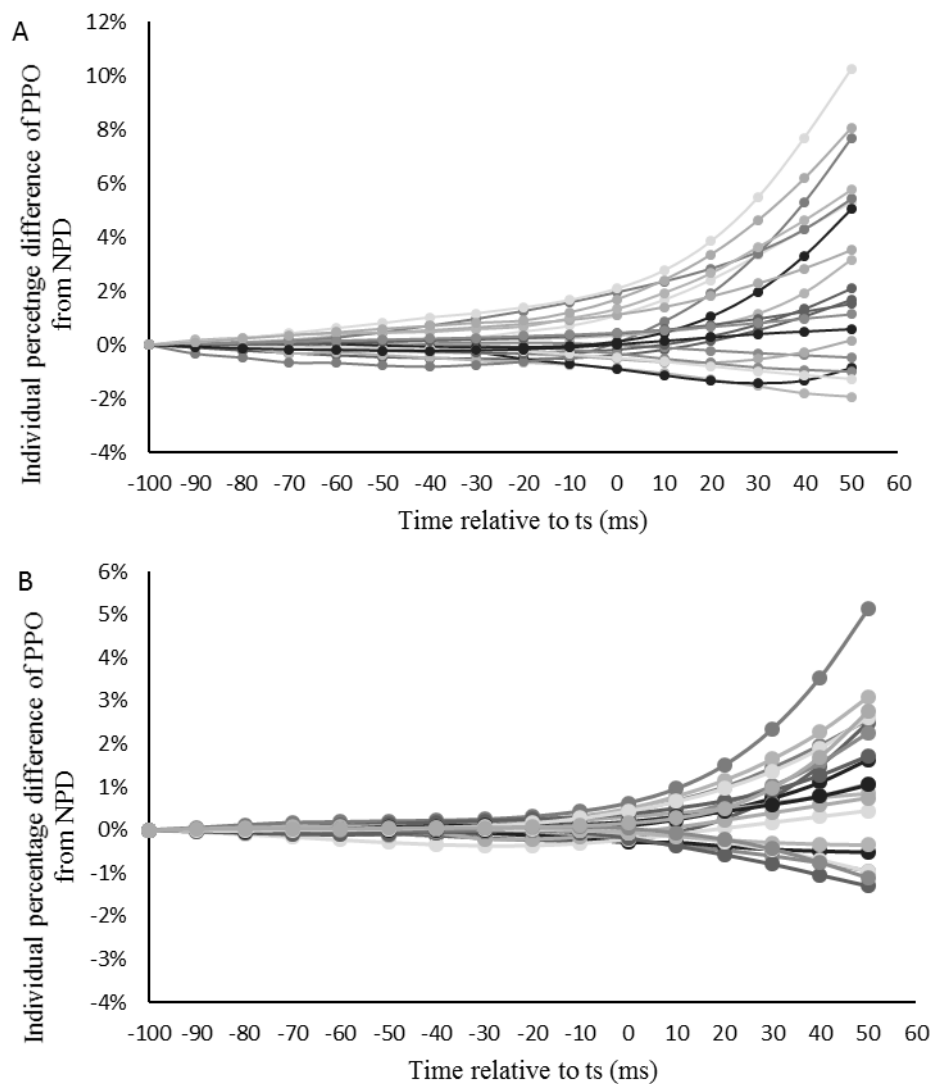 A
12%
10%
8%
6%
4%
2%
0%
-2%
-4%
Individual percetnge difference of PPO
from NPD
-100 -90 -80 -70 -60 -50 -40 -30 -20 -10 0 10 20 30 40 50 60
Time relative to ts (ms)
B
6%
5%
4%
3%
2%
1%
0%
-1%
-2%
-3%
-4%
Individual percentage difference of PPO
from NPD
-100 -90 -80 -70 -60 -50 -40 -30 -20 -10 0 10 20 30 40 50 60
Time relative to ts (ms)